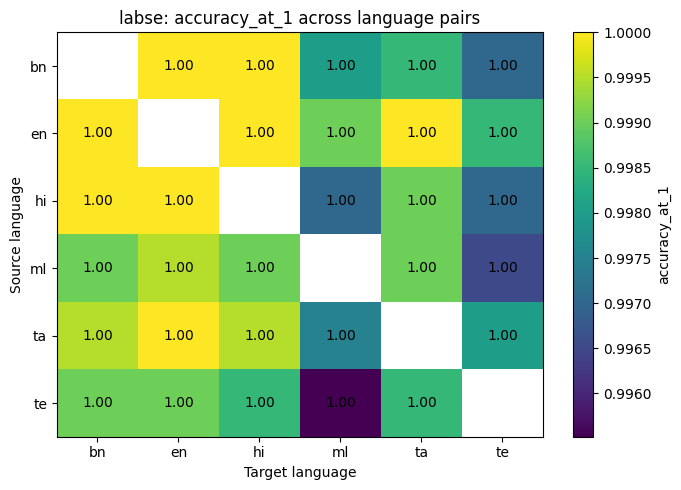 labse: accuracy_at_1 across language pairs
bn 1.00 1.00 1.00 1.00 1.00
en 1.00 1.00 1.00 1.00 1.00
hi 1.00 1.00 1.00 1.00 1.00
ml 1.00 1.00 1.00 1.00 1.00
ta 1.00 1.00 1.00 1.00 1.00
te 1.00 1.00 1.00 1.00 1.00
bn en hi ml ta te
Target language
Source language
1.0000
0.9995
0.9990
0.9985
0.9980
0.9975
0.9970
0.9965
0.9960
accuracy_at_1